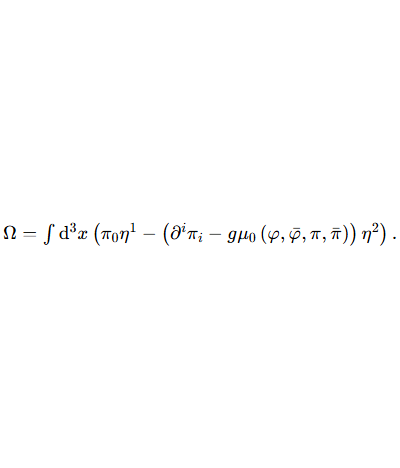 Ω = ∫ d³x (π₀η¹ − (∂ⁱπᵢ − gμ₀ (φ, φ̄, π, π̄)) η²) .